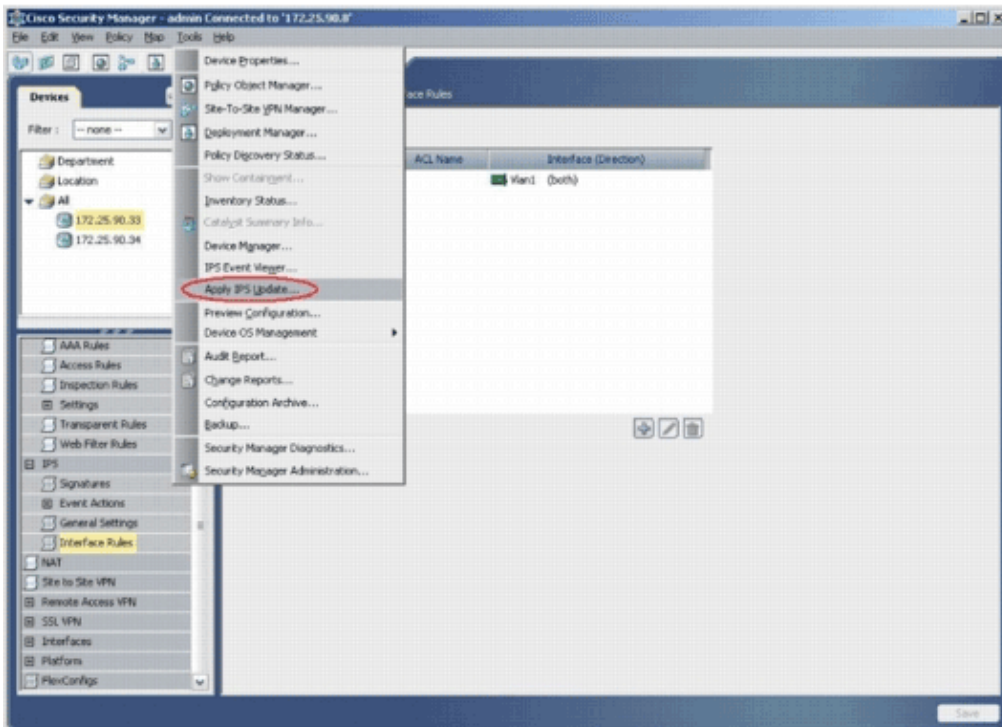 Cisco Security Manager - admin Connected to '172.25.90.8'
File Edit View Policy Map Tools Help
Devices
Filter : -- none --
Department
Location
All
172.25.90.33
172.25.90.34
AAA Rules
Access Rules
Inspection Rules
Settings
Transparent Rules
Web Filter Rules
IPS
Signatures
Event Actions
General Settings
Interface Rules
NAT
Site to Site VPN
Remote Access VPN
SSL VPN
Interfaces
Platform
FlexConfigs
Device Properties...
Policy Object Manager...
Site-To-Site VPN Manager...
Deployment Manager...
Policy Discovery Status...
Show Containment...
Inventory Status...
Catalyst Summary Info...
Device Manager...
IPS Event Viewer...
Apply IPS Update...
Preview Configuration...
Device OS Management
Audit Report...
Change Reports...
Configuration Archive...
Backup...
Security Manager Diagnostics...
Security Manager Administration...
ace Rules
ACL Name Interface (Direction)
Vlan1 (both)
Save